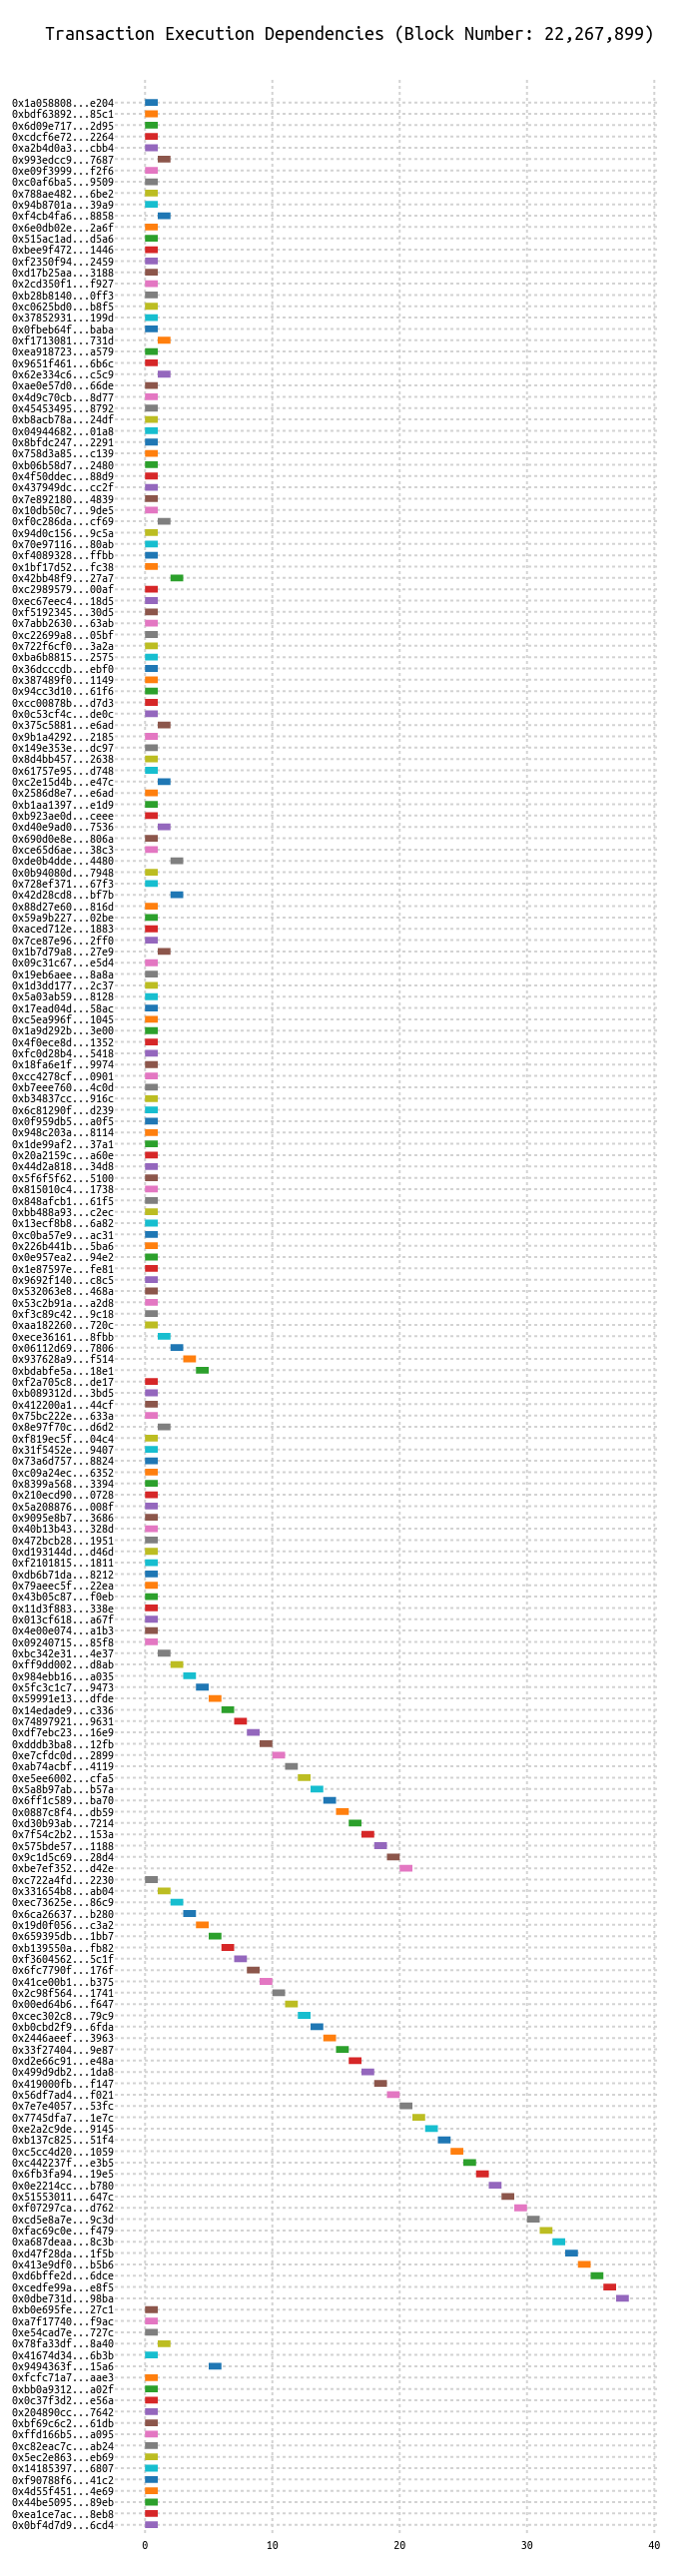 Transaction Execution Dependencies (Block Number: 22,267,899)
0x1a058808...e204
0xbdf63892...85c1
0x6d09e717...2d95
0xcdcf6e72...2264
0xa2b4d0a3...cbb4
0x993edcc9...7687
0xe09f3999...f2f6
0xc0af6ba5...9509
0x788ae482...6be2
0x94b8701a...39a9
0xf4cb4fa6...8858
0x6e0db02e...2a6f
0x515ac1ad...d5a6
0xbee9f472...1446
0xf2350f94...2459
0xd17b25aa...3188
0x2cd350f1...f927
0xb28b8140...0ff3
0xc0625bd0...b8f5
0x37852931...199d
0x0fbeb64f...baba
0xf1713081...731d
0xea918723...a579
0x9651f461...6b6c
0x62e334c6...c5c9
0xae0e57d0...66de
0x4d9c70cb...8d77
0x45453495...8792
0xb8acb78a...24df
0x04944682...01a8
0x8bfdc247...2291
0x758d3a85...c139
0xb06b58d7...2480
0x4f50ddec...88d9
0x437949dc...cc2f
0x7e892180...4839
0x10db50c7...9de5
0xf0c286da...cf69
0x94d0c156...9c5a
0x70e97116...80ab
0xf4089328...ffbb
0x1bf17d52...fc38
0x42bb48f9...27a7
0xc2989579...00af
0xec67eec4...18d5
0xf5192345...30d5
0x7abb2630...63ab
0xc22699a8...05bf
0x722f6cf0...3a2a
0xba6b8815...2575
0x36dcccdb...ebf0
0x387489f0...1149
0x94cc3d10...61f6
0xcc00878b...d7d3
0x0c53cf4c...de0c
0x375c5881...e6ad
0x9b1a4292...2185
0x149e353e...dc97
0x8d4bb457...2638
0x61757e95...d748
0xc2e15d4b...e47c
0x2586d8e7...e6ad
0xb1aa1397...e1d9
0xb923ae0d...ceee
0xd40e9ad0...7536
0x690d0e8e...806a
0xce65d6ae...38c3
0xde0b4dde...4480
0x0b94080d...7948
0x728ef371...67f3
0x42d28cd8...bf7b
0x88d27e60...816d
0x59a9b227...02be
0xaced712e...1883
0x7ce87e96...2ff0
0x1b7d79a8...27e9
0x09c31c67...e5d4
0x19eb6aee...8a8a
0x1d3dd177...2c37
0x5a03ab59...8128
0x17ead04d...58ac
0xc5ea996f...1045
0x1a9d292b...3e00
0x4f0ece8d...1352
0xfc0d28b4...5418
0x18fa6e1f...9974
0xcc4278cf...0901
0xb7eee760...4c0d
0xb34837cc...916c
0x6c81290f...d239
0x0f959db5...a0f5
0x948c203a...8114
0x1de99af2...37a1
0x20a2159c...a60e
0x44d2a818...34d8
0x5f6f5f62...5100
0x815010c4...1738
0x848afcb1...61f5
0xbb488a93...c2ec
0x13ecf8b8...6a82
0xc0ba57e9...ac31
0x226b441b...5ba6
0x0e957ea2...94e2
0x1e87597e...fe81
0x9692f140...c8c5
0x532063e8...468a
0x53c2b91a...a2d8
0xf3c89c42...9c18
0xaa182260...720c
0xece36161...8fbb
0x06112d69...7806
0x937628a9...f514
0xbdabfe5a...18e1
0xf2a705c8...de17
0xb089312d...3bd5
0x412200a1...44cf
0x75bc222e...633a
0x8e97f70c...d6d2
0xf819ec5f...04c4
0x31f5452e...9407
0x73a6d757...8824
0xc09a24ec...6352
0x8399a568...3394
0x210ecd90...0728
0x5a208876...008f
0x9095e8b7...3686
0x40b13b43...328d
0x472bcb28...1951
0xd193144d...d46d
0xf2101815...1811
0xdb6b71da...8212
0x79aeec5f...22ea
0x43b05c87...f0eb
0x11d3f883...338e
0x013cf618...a67f
0x4e00e074...a1b3
0x09240715...85f8
0xbc342e31...4e37
0xff9dd002...d8ab
0x984ebb16...a035
0x5fc3c1c7...9473
0x59991e13...dfde
0x14edade9...c336
0x74897921...9631
0xdf7ebc23...16e9
0xdddb3ba8...12fb
0xe7cfdc0d...2899
0xab74acbf...4119
0xe5ee6002...cfa5
0x5a8b97ab...b57a
0x6ff1c589...ba70
0x0887c8f4...db59
0xd30b93ab...7214
0x7f54c2b2...153a
0x575bde57...1188
0x9c1d5c69...28d4
0xbe7ef352...d42e
0xc722a4fd...2230
0x331654b8...ab04
0xec73625e...86c9
0x6ca26637...b280
0x19d0f056...c3a2
0x659395db...1bb7
0xb139550a...fb82
0xf3604562...5c1f
0x6fc7790f...176f
0x41ce00b1...b375
0x2c98f564...1741
0x00ed64b6...f647
0xcec302c8...79c9
0xb0cbd2f9...6fda
0x2446aeef...3963
0x33f27404...9e87
0xd2e66c91...e48a
0x499d9db2...1da8
0x419000fb...f147
0x56df7ad4...f021
0x7e7e4057...53fc
0x7745dfa7...1e7c
0xe2a2c9de...9145
0xb137c825...51f4
0xc5cc4d20...1059
0xc442237f...e3b5
0x6fb3fa94...19e5
0x0e2214cc...b780
0x51553011...647c
0xf07297ca...d762
0xcd5e8a7e...9c3d
0xfac69c0e...f479
0xa687deaa...8c3b
0xd47f28da...1f5b
0x413e9df0...b5b6
0xd6bffe2d...6dce
0xcedfe99a...e8f5
0x0dbe731d...98ba
0xb0e695fe...27c1
0xa7f17740...f9ac
0xe54cad7e...727c
0x78fa33df...8a40
0x41674d34...6b3b
0x9494363f...15a6
0xfcfc71a7...aae3
0xbb0a9312...a02f
0x0c37f3d2...e56a
0x204890cc...7642
0xbf69c6c2...61db
0xffd166b5...a095
0xc82eac7c...ab24
0x5ec2e863...eb69
0x14185397...6807
0xf90788f6...41c2
0x4d55f451...4e69
0x44be5095...89eb
0xea1ce7ac...8eb8
0x0bf4d7d9...6cd4
0 10 20 30 40